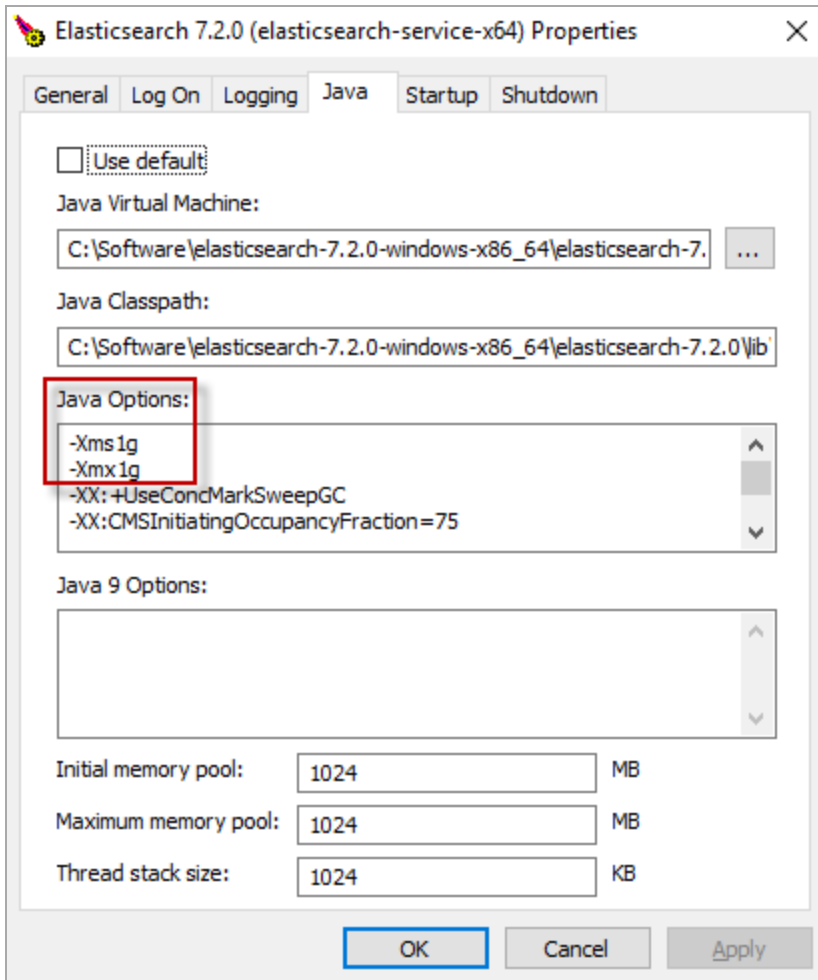 Elasticsearch 7.2.0 (elasticsearch-service-x64) Properties
General Log On Logging Java Startup Shutdown
Use default
Java Virtual Machine:
C:\Software\elasticsearch-7.2.0-windows-x86_64\elasticsearch-7.
...
Java Classpath:
C:\Software\elasticsearch-7.2.0-windows-x86_64\elasticsearch-7.2.0\lib\
Java Options:
-Xms1g
-Xmx1g
-XX:+UseConcMarkSweepGC
-XX:CMSInitiatingOccupancyFraction=75
Java 9 Options:
Initial memory pool: 1024 MB
Maximum memory pool: 1024 MB
Thread stack size: 1024 KB
OK Cancel Apply